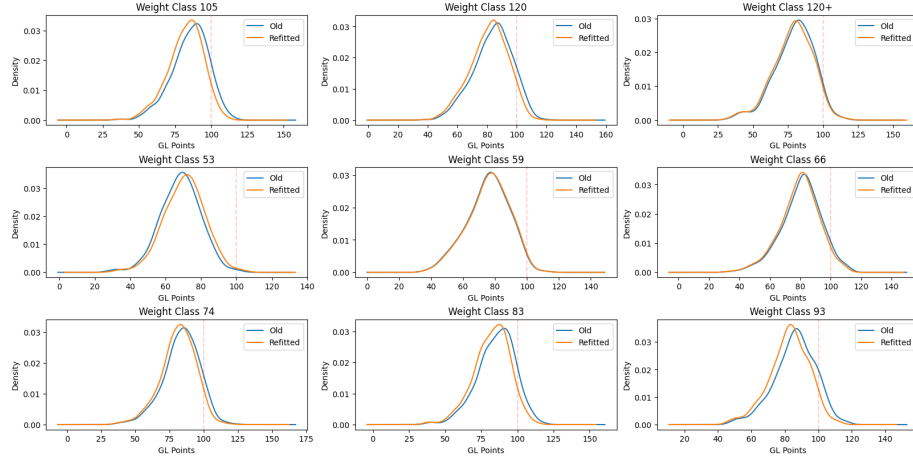 Weight Class 105
Density
0.03
0.02
0.01
0.00
Old
Refitted
0 25 50 75 100 125 150
GL Points
Weight Class 120
Density
0.03
0.02
0.01
0.00
Old
Refitted
0 20 40 60 80 100 120 140 160
GL Points
Weight Class 120+
Density
0.03
0.02
0.01
0.00
Old
Refitted
0 20 40 60 80 100 120 140 160
GL Points
Weight Class 53
Density
0.03
0.02
0.01
0.00
Old
Refitted
0 20 40 60 80 100 120 140
GL Points
Weight Class 59
Density
0.03
0.02
0.01
0.00
Old
Refitted
0 20 40 60 80 100 120 140
GL Points
Weight Class 66
Density
0.03
0.02
0.01
0.00
Old
Refitted
0 20 40 60 80 100 120 140
GL Points
Weight Class 74
Density
0.03
0.02
0.01
0.00
Old
Refitted
0 25 50 75 100 125 150 175
GL Points
Weight Class 83
Density
0.03
0.02
0.01
0.00
Old
Refitted
0 25 50 75 100 125 150
GL Points
Weight Class 93
Density
0.03
0.02
0.01
0.00
Old
Refitted
20 40 60 80 100 120 140
GL Points